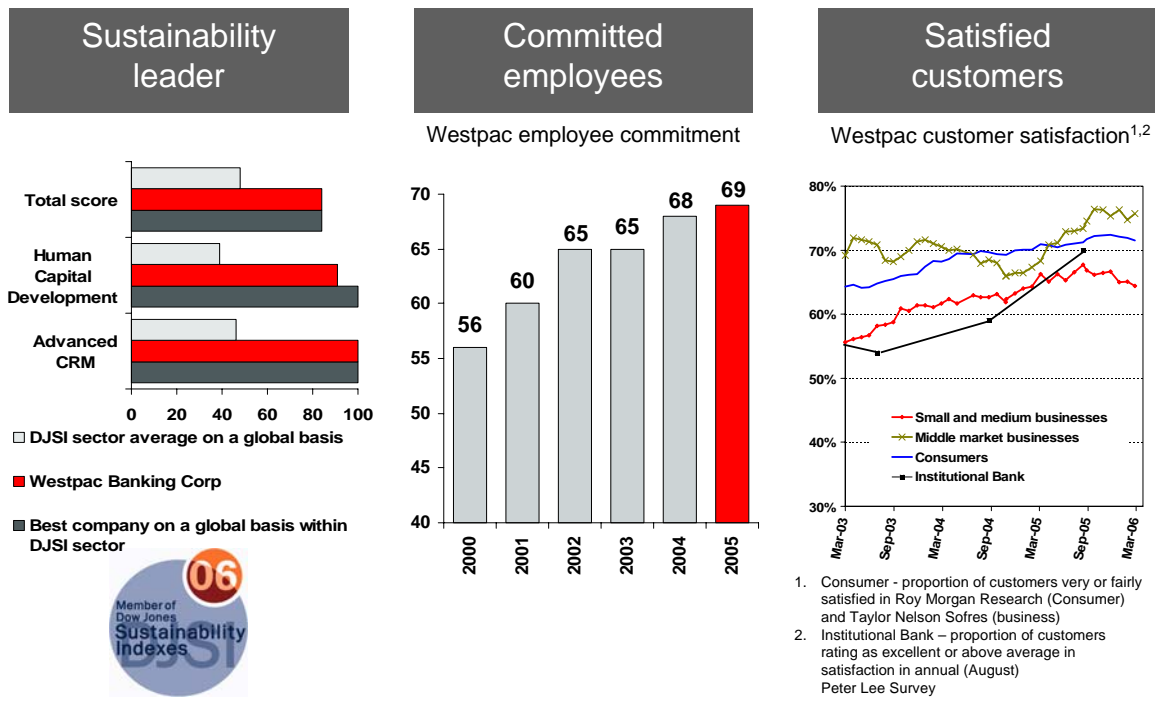 Sustainability
leader
Total score
Human
Capital
Development
Advanced
CRM
0 20 40 60 80 100
DJSI sector average on a global basis
Westpac Banking Corp
Best company on a global basis within
DJSI sector
06
Member of
Dow Jones
Sustainability
Indexes
DJSI
Committed
employees
Westpac employee commitment
70
65
60
55
50
45
40
56
60
65
65
68
69
2000
2001
2002
2003
2004
2005
Satisfied
customers
Westpac customer satisfaction1,2
80%
70%
60%
50%
40%
30%
Small and medium businesses
Middle market businesses
Consumers
Institutional Bank
Mar-03
Sep-03
Mar-04
Sep-04
Mar-05
Sep-05
Mar-06
1. Consumer - proportion of customers very or fairly
satisfied in Roy Morgan Research (Consumer)
and Taylor Nelson Sofres (business)
2. Institutional Bank – proportion of customers
rating as excellent or above average in
satisfaction in annual (August)
Peter Lee Survey